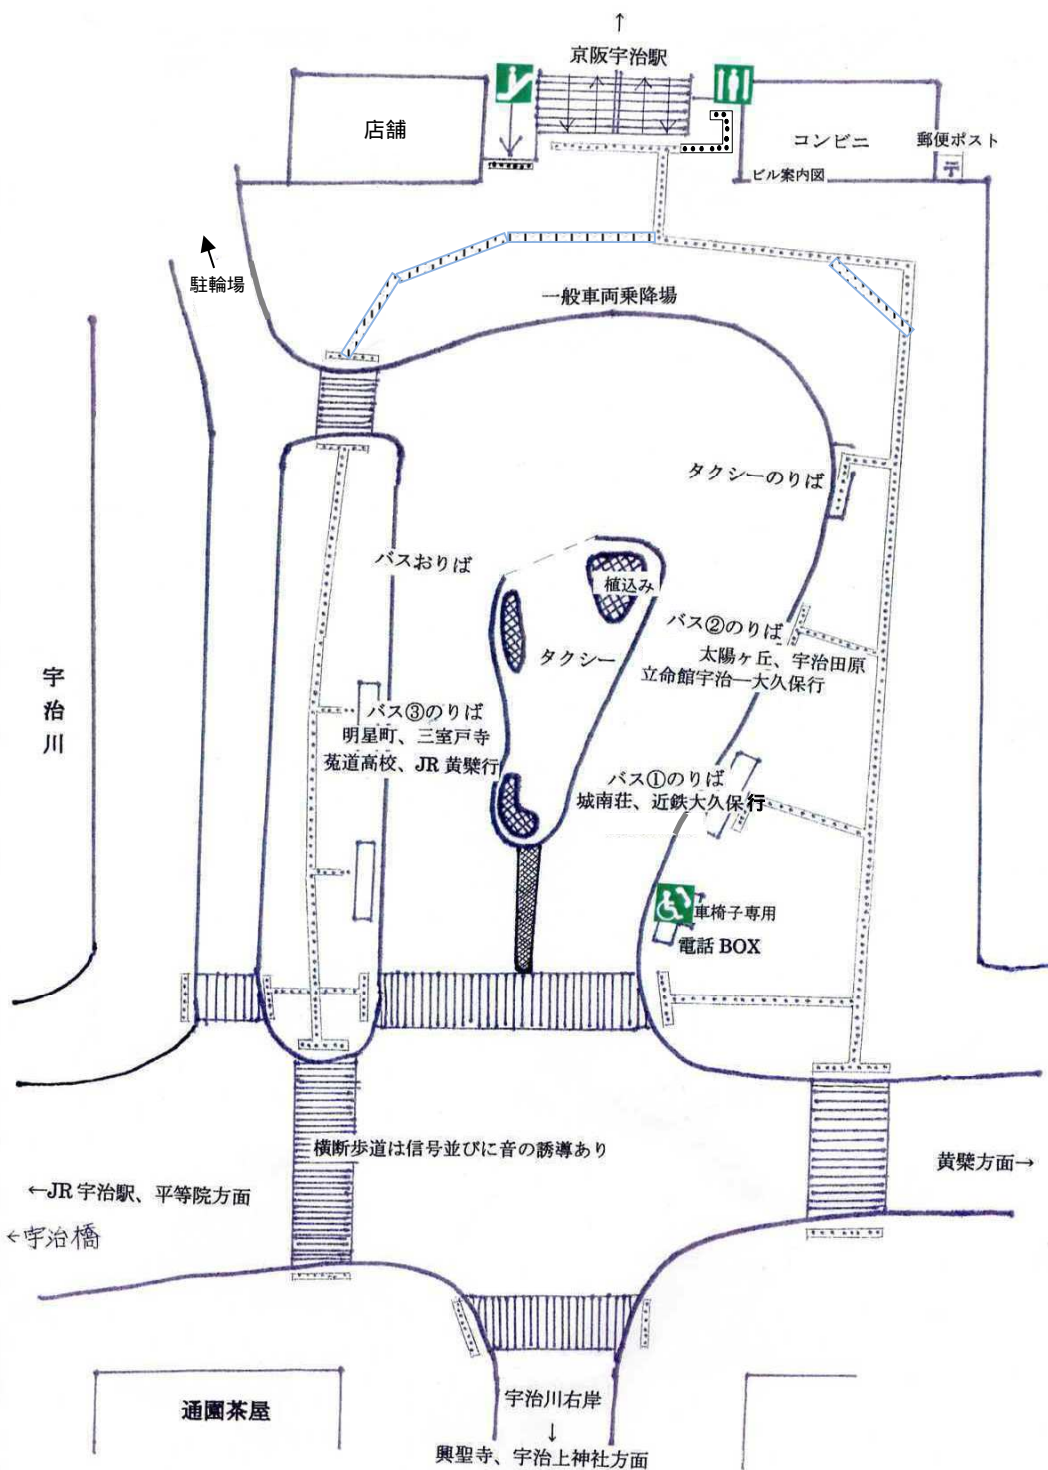 ↑
京阪宇治駅
店舗
コンビニ
郵便ポスト
〒
ビル案内図
駐輪場
一般車両乗降場
タクシーのりば
バスおりば
植込み
バス②のりば
太陽ヶ丘、宇治田原
立命館宇治―大久保行
タクシー
宇治川
バス③のりば
明星町、三室戸寺
菟道高校、JR 黄檗行
バス①のりば
城南荘、近鉄大久保行
車椅子専用
電話 BOX
横断歩道は信号並びに音の誘導あり
黄檗方面→
←JR 宇治駅、平等院方面
←宇治橋
通圓茶屋
宇治川右岸
↓
興聖寺、宇治上神社方面